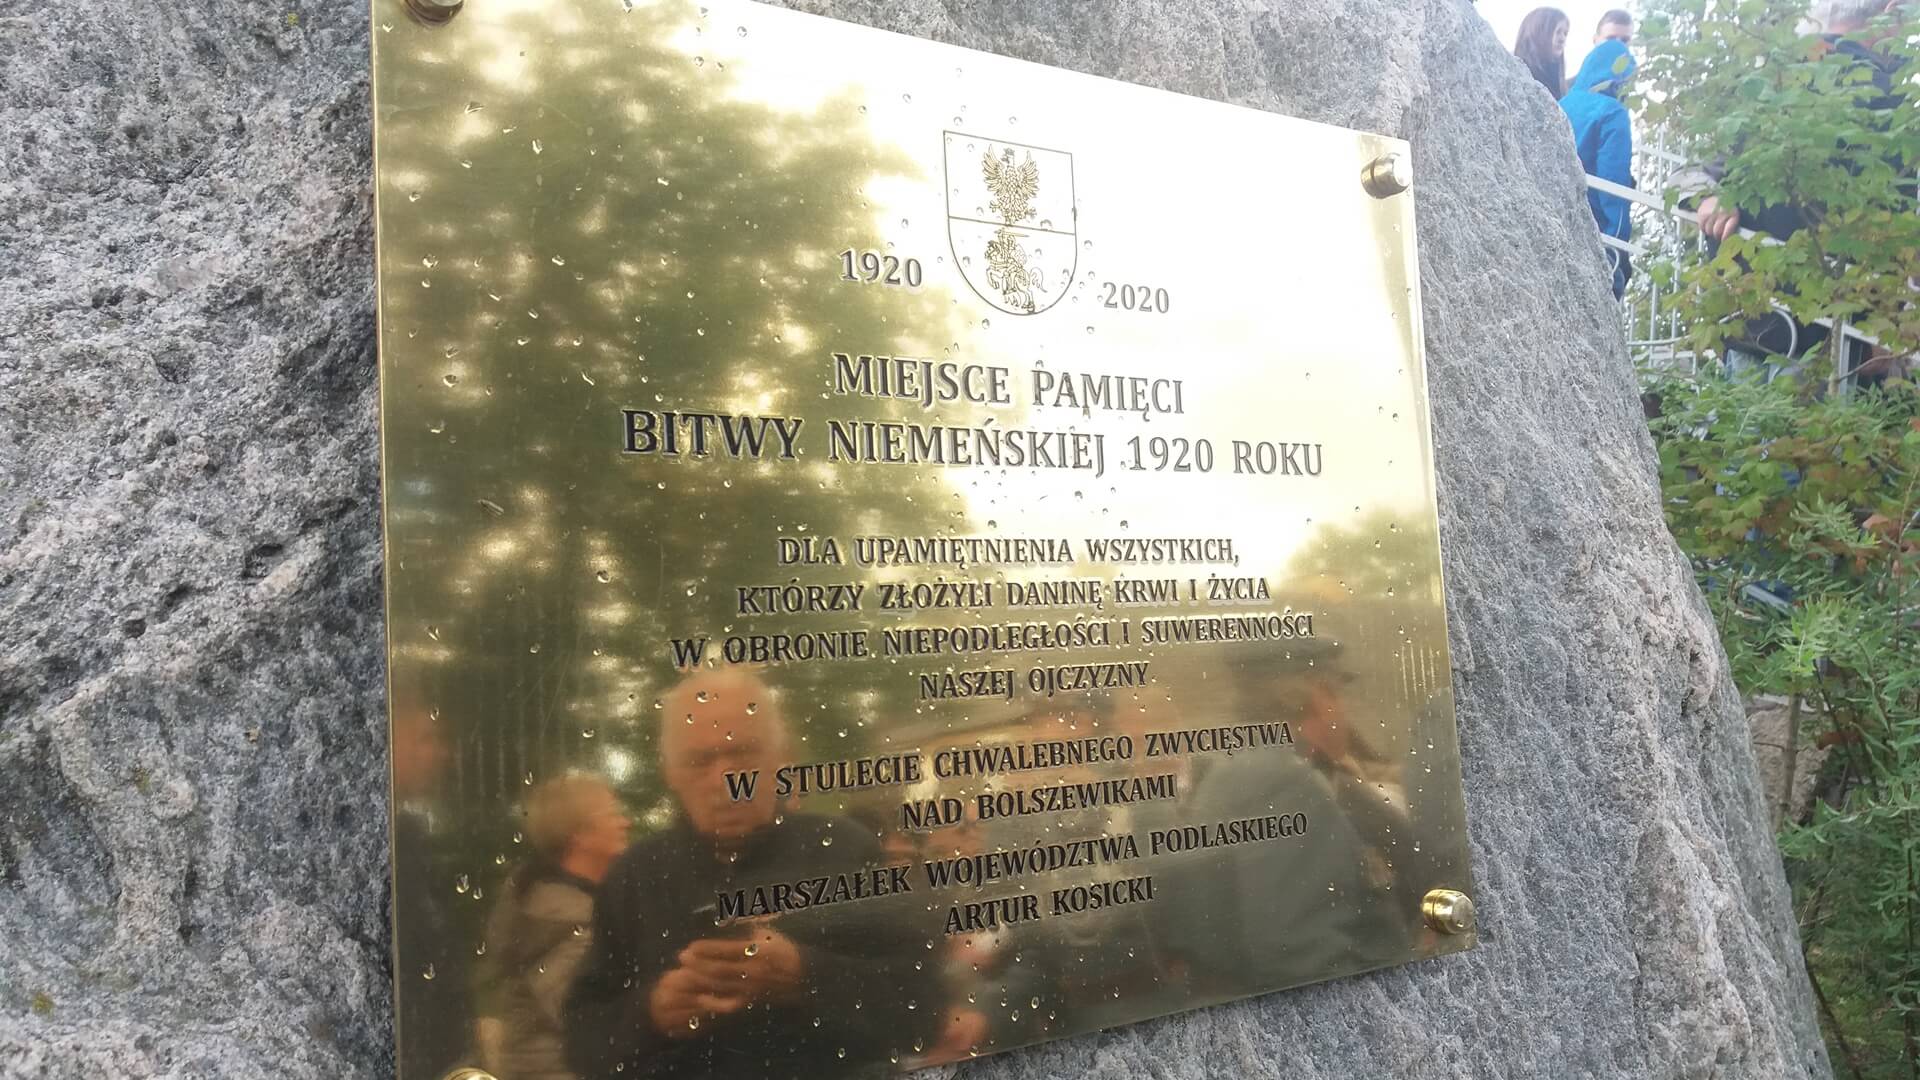 1920 2020
MIEJSCE PAMIĘCI
BITWY NIEMEŃSKIEJ 1920 ROKU
DLA UPAMIĘTNIENIA WSZYSTKICH,
KTÓRZY ZŁOŻYLI DANINĘ KRWI I ŻYCIA
W OBRONIE NIEPODLEGŁOŚCI I SUWERENNOŚCI
NASZEJ OJCZYZNY
W STULECIE CHWALEBNEGO ZWYCIĘSTWA
NAD BOLSZEWIKAMI
MARSZAŁEK WOJEWÓDZTWA PODLASKIEGO
ARTUR KOSICKI